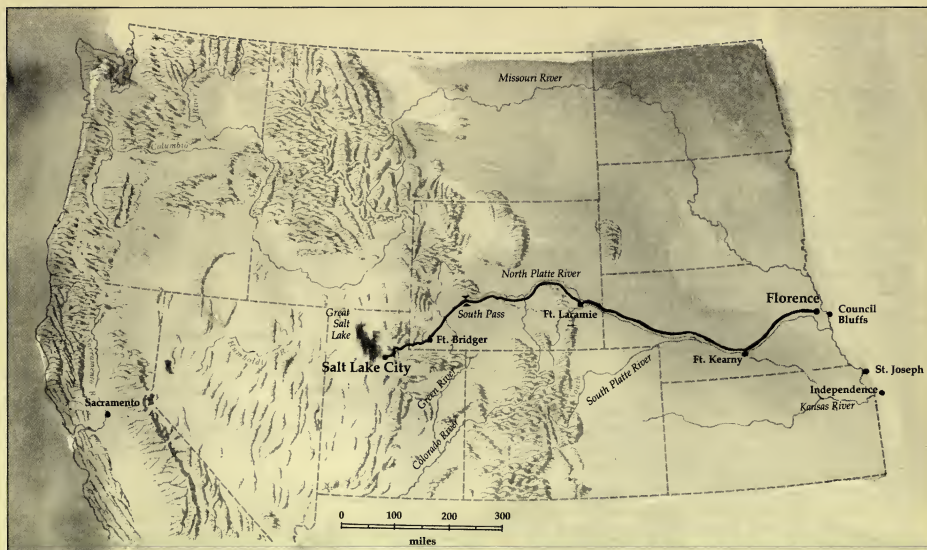 Missouri River
River
Columbia
North Platte River
Great
Salt
Lake
South Pass
Ft. Laramie
Florence
Council
Bluffs
Ft. Bridger
Salt Lake City
Ft. Kearny
St. Joseph
Green River
South Platte River
Independence
Sacramento
Kansas River
Colorado River
0 100 200 300
miles